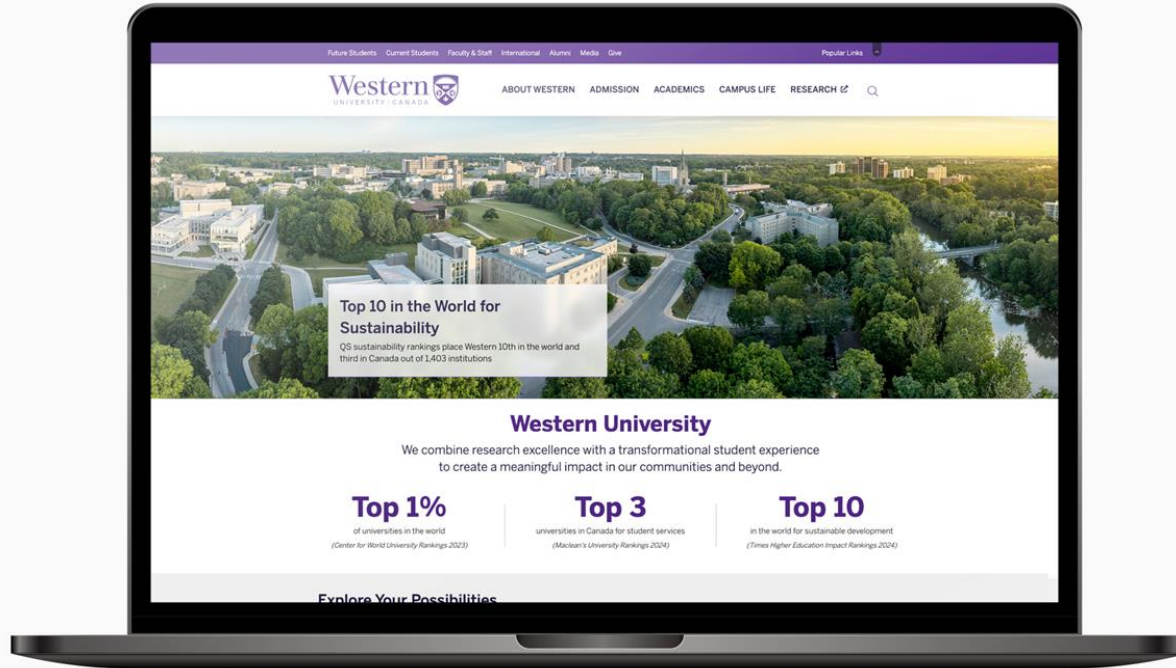 Future Students Current Students Faculty & Staff International Alumni Media Give Popular Links
Western
UNIVERSITY · CANADA
ABOUT WESTERN ADMISSION ACADEMICS CAMPUS LIFE RESEARCH
Top 10 in the World for
Sustainability
QS sustainability rankings place Western 10th in the world and
third in Canada out of 1,403 institutions
Western University
We combine research excellence with a transformational student experience
to create a meaningful impact in our communities and beyond.
Top 1%
of universities in the world
(Center for World University Rankings 2023)
Top 3
universities in Canada for student services
(Maclean's University Rankings 2024)
Top 10
in the world for sustainable development
(Times Higher Education Impact Rankings 2024)
Explore Your Possibilities